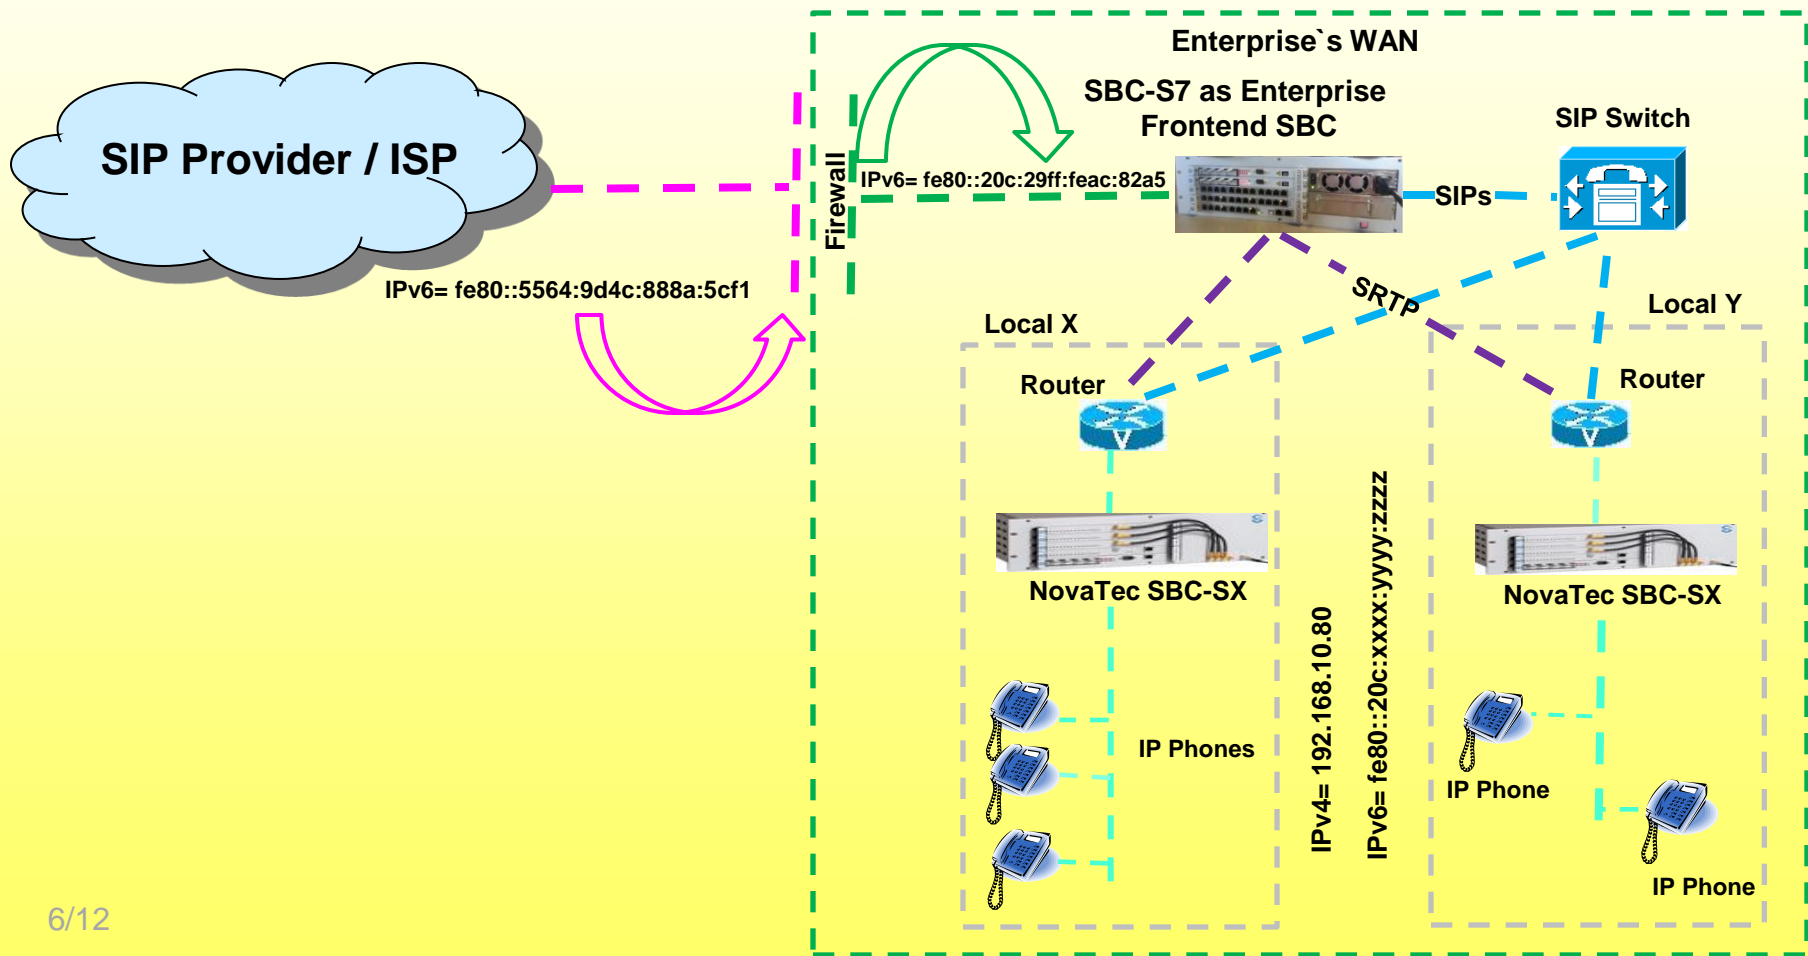 Enterprise`s WAN
SBC-S7 as Enterprise
Frontend SBC
SIP Switch
SIP Provider / ISP
Firewall
IPv6= fe80::20c:29ff:feac:82a5
SIPs
IPv6= fe80::5564:9d4c:888a:5cf1
SRTP
Local X
Local Y
Router
Router
NovaTec SBC-SX
NovaTec SBC-SX
IPv4= 192.168.10.80
IPv6= fe80::20c:xxxx:yyyy:zzzz
IP Phones
IP Phone
IP Phone
6/12